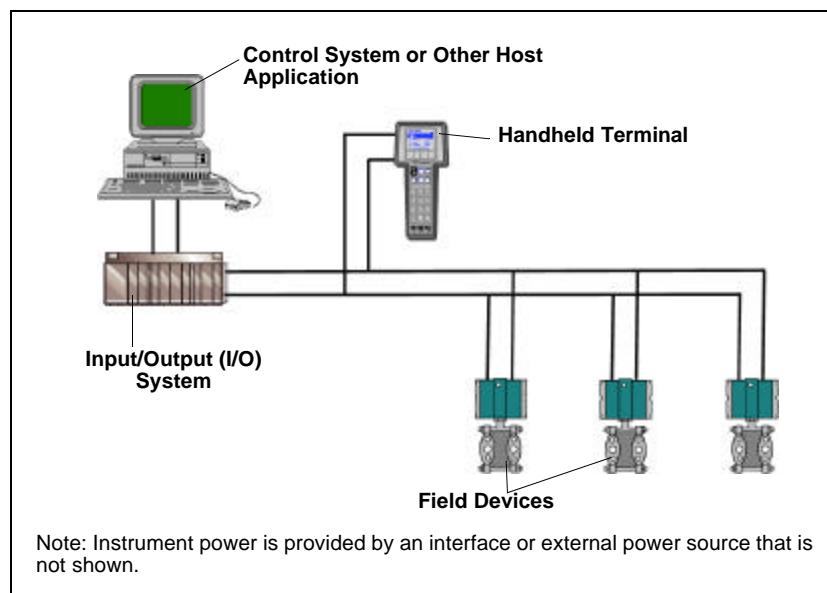 Control System or Other Host
Application
Handheld Terminal
Input/Output (I/O)
System
Field Devices
Note: Instrument power is provided by an interface or external power source that is
not shown.